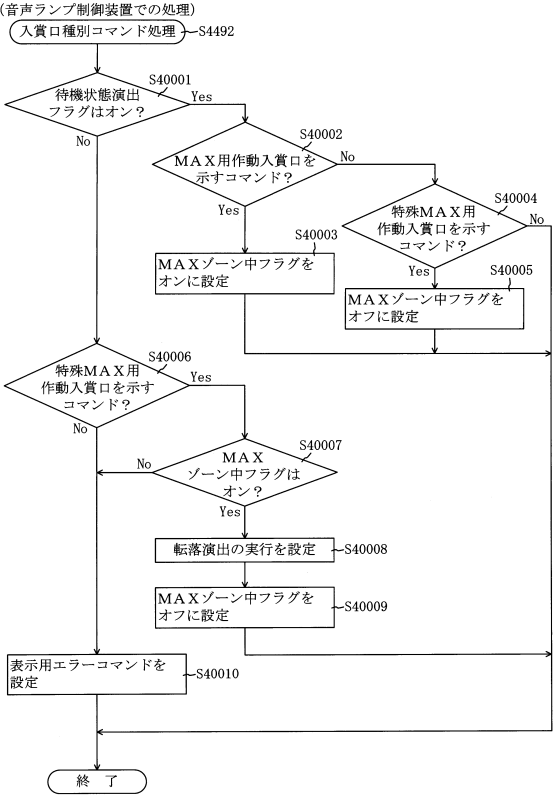 (音声ランプ制御装置での処理)
入賞口種別コマンド処理
S4492
S40001
待機状態演出
フラグはオン？
Yes
No
S40002
ＭＡＸ用作動入賞口を
示すコマンド？
No
Yes
S40004
特殊ＭＡＸ用
作動入賞口を示す
コマンド？
No
Yes
S40003
ＭＡＸゾーン中フラグを
オンに設定
S40005
ＭＡＸゾーン中フラグを
オフに設定
S40006
特殊ＭＡＸ用
作動入賞口を示す
コマンド？
Yes
No
S40007
ＭＡＸ
ゾーン中フラグは
オン？
No
Yes
転落演出の実行を設定
S40008
ＭＡＸゾーン中フラグを
オフに設定
S40009
表示用エラーコマンドを
設定
S40010
終 了